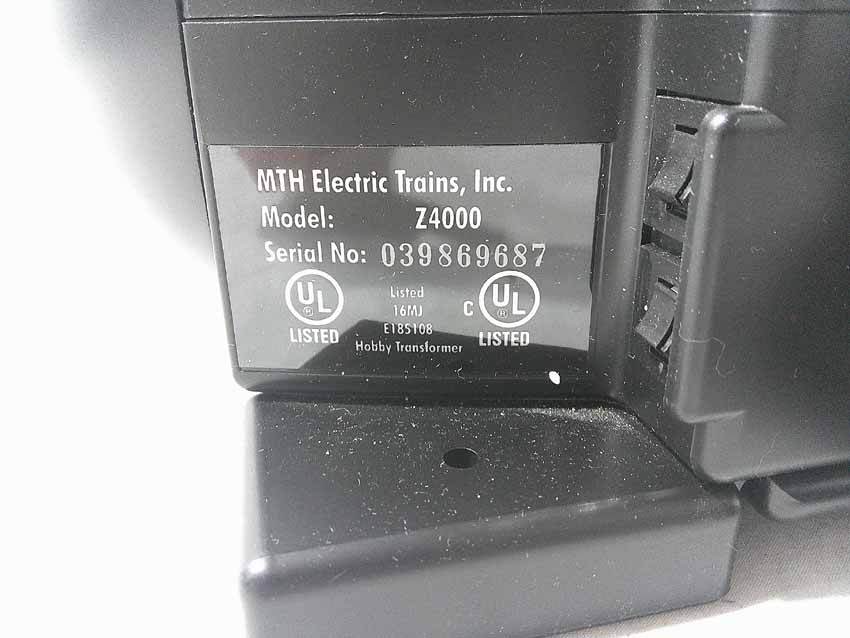 MTH Electric Trains, Inc.
Model: Z4000
Serial No: 039869687
UL ® LISTED
Listed
16MJ
E185108
Hobby Transformer
C UL ® LISTED